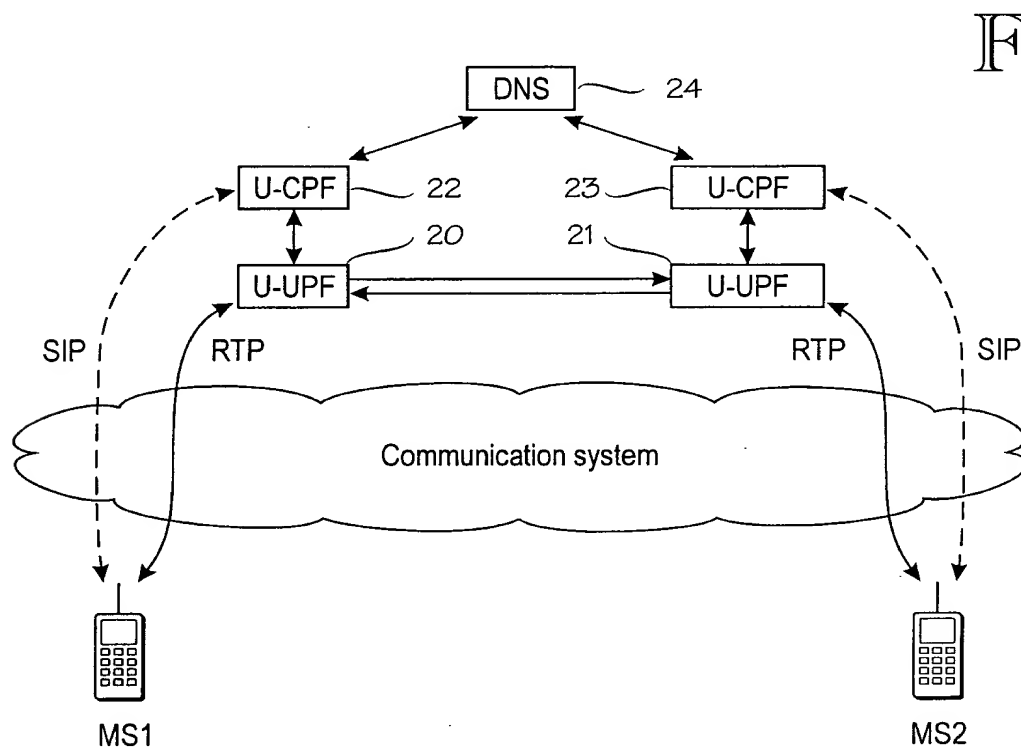 F
DNS 24
U-CPF 22 23 U-CPF
20 21
U-UPF U-UPF
SIP RTP RTP SIP
Communication system
MS1 MS2